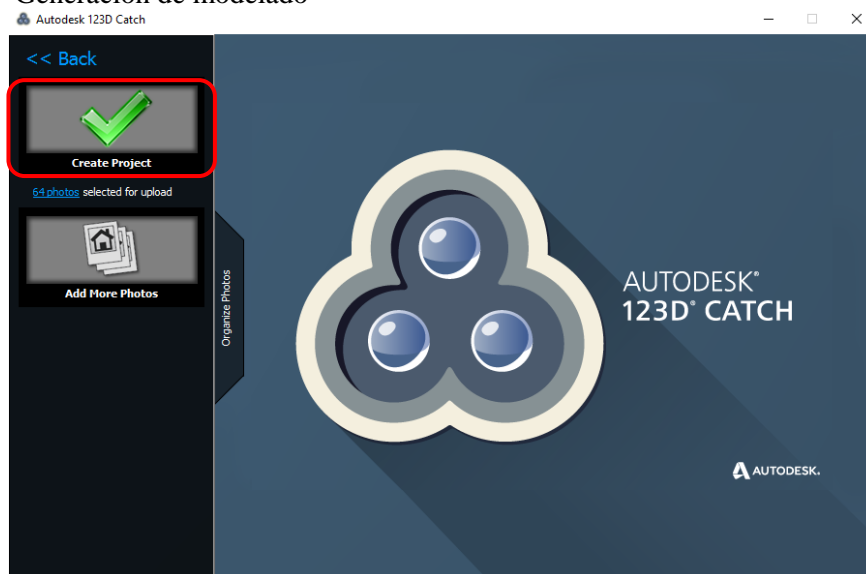 Generación de modelado
Autodesk 123D Catch
<< Back
Create Project
64 photos selected for upload
Add More Photos
Organize Photos
AUTODESK®
123D® CATCH
AUTODESK.